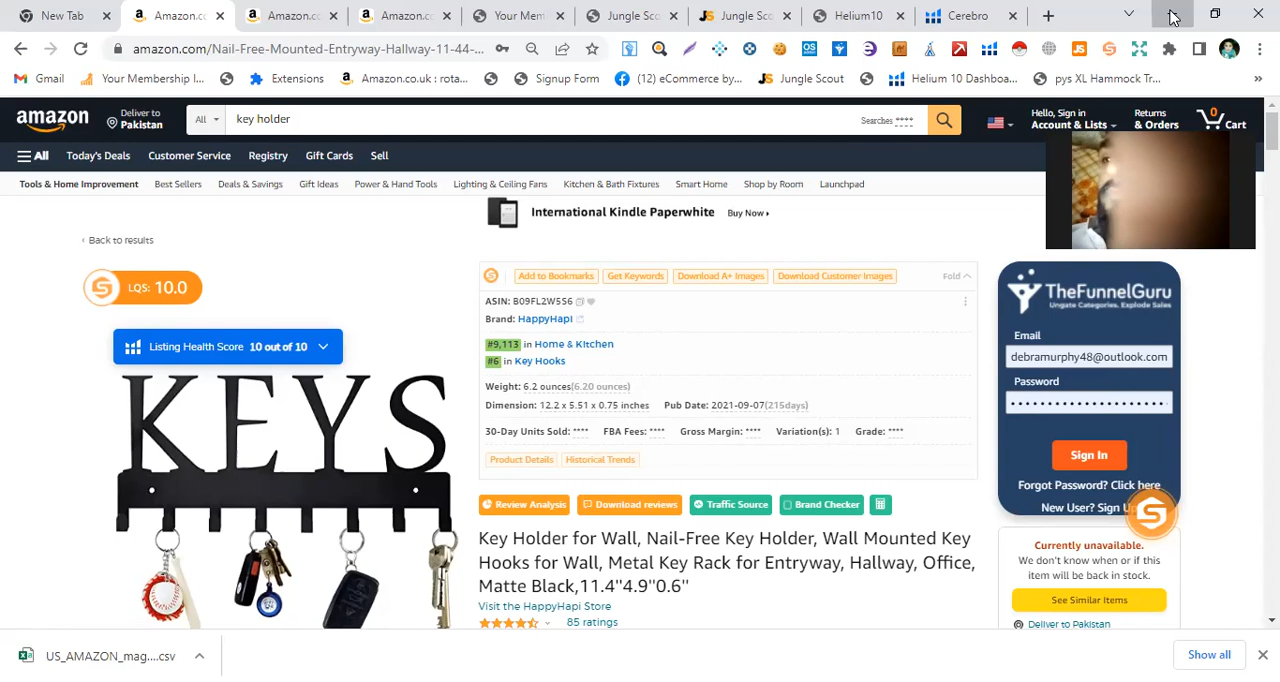 New Tab
Amazon.c
Amazon.co
Amazon.co
Your Mem
Jungle Sco
Jungle Sco
Helium10
Cerebro
amazon.com/Nail-Free-Mounted-Entryway-Hallway-11-44-...
Gmail
Your Membership I...
Extensions
Amazon.co.uk : rota...
Signup Form
(12) eCommerce by...
Jungle Scout
Helium 10 Dashboa...
pys XL Hammock Tr...
»
amazon
Deliver to
Pakistan
All
key holder
Searches ****
Hello, Sign in
Account & Lists
Returns
& Orders
0
Cart
All
Today's Deals
Customer Service
Registry
Gift Cards
Sell
Tools & Home Improvement
Best Sellers
Deals & Savings
Gift Ideas
Power & Hand Tools
Lighting & Ceiling Fans
Kitchen & Bath Fixtures
Smart Home
Shop by Room
Launchpad
International Kindle Paperwhite
Buy Now
‹ Back to results
LQS: 10.0
Listing Health Score 10 out of 10
KEYS
Add to Bookmarks
Get Keywords
Download A+ Images
Download Customer Images
Fold
ASIN: B09FL2W5S6
Brand: HappyHapi
#9,113 in Home & Kitchen
#6 in Key Hooks
Weight: 6.2 ounces(6.20 ounces)
Dimension: 12.2 x 5.51 x 0.75 inches Pub Date: 2021-09-07(215days)
30-Day Units Sold: **** FBA Fees: **** Gross Margin: **** Variation(s): 1 Grade: ****
Product Details
Historical Trends
Review Analysis
Download reviews
Traffic Source
Brand Checker
Key Holder for Wall, Nail-Free Key Holder, Wall Mounted Key
Hooks for Wall, Metal Key Rack for Entryway, Hallway, Office,
Matte Black,11.4''4.9''0.6''
Visit the HappyHapi Store
85 ratings
TheFunnelGuru
Ungate Categories. Explode Sales
Email
debramurphy48@outlook.com
Password
Sign In
Forgot Password? Click here
New User? Sign U
Currently unavailable.
We don't know when or if this
item will be back in stock.
See Similar Items
Deliver to Pakistan
US_AMAZON_mag....csv
Show all